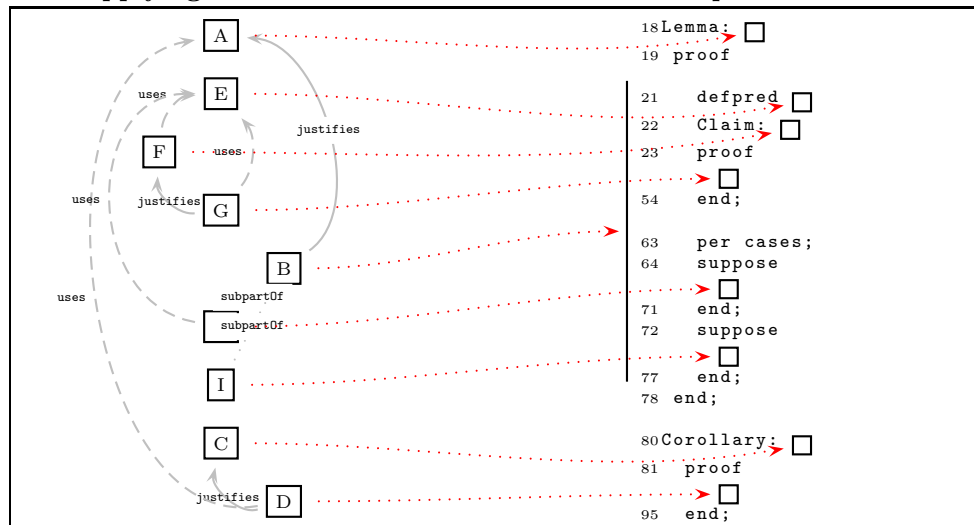 A
18 Lemma:
19 proof
E
uses
21 defpred
22 Claim:
justifies
F
uses
23 proof
G
justifies
uses
54 end;
63 per cases;
B
64 suppose
subpartOf
uses
71 end;
subpartOf
72 suppose
I
77 end;
78 end;
C
80 Corollary:
81 proof
justifies
D
95 end;